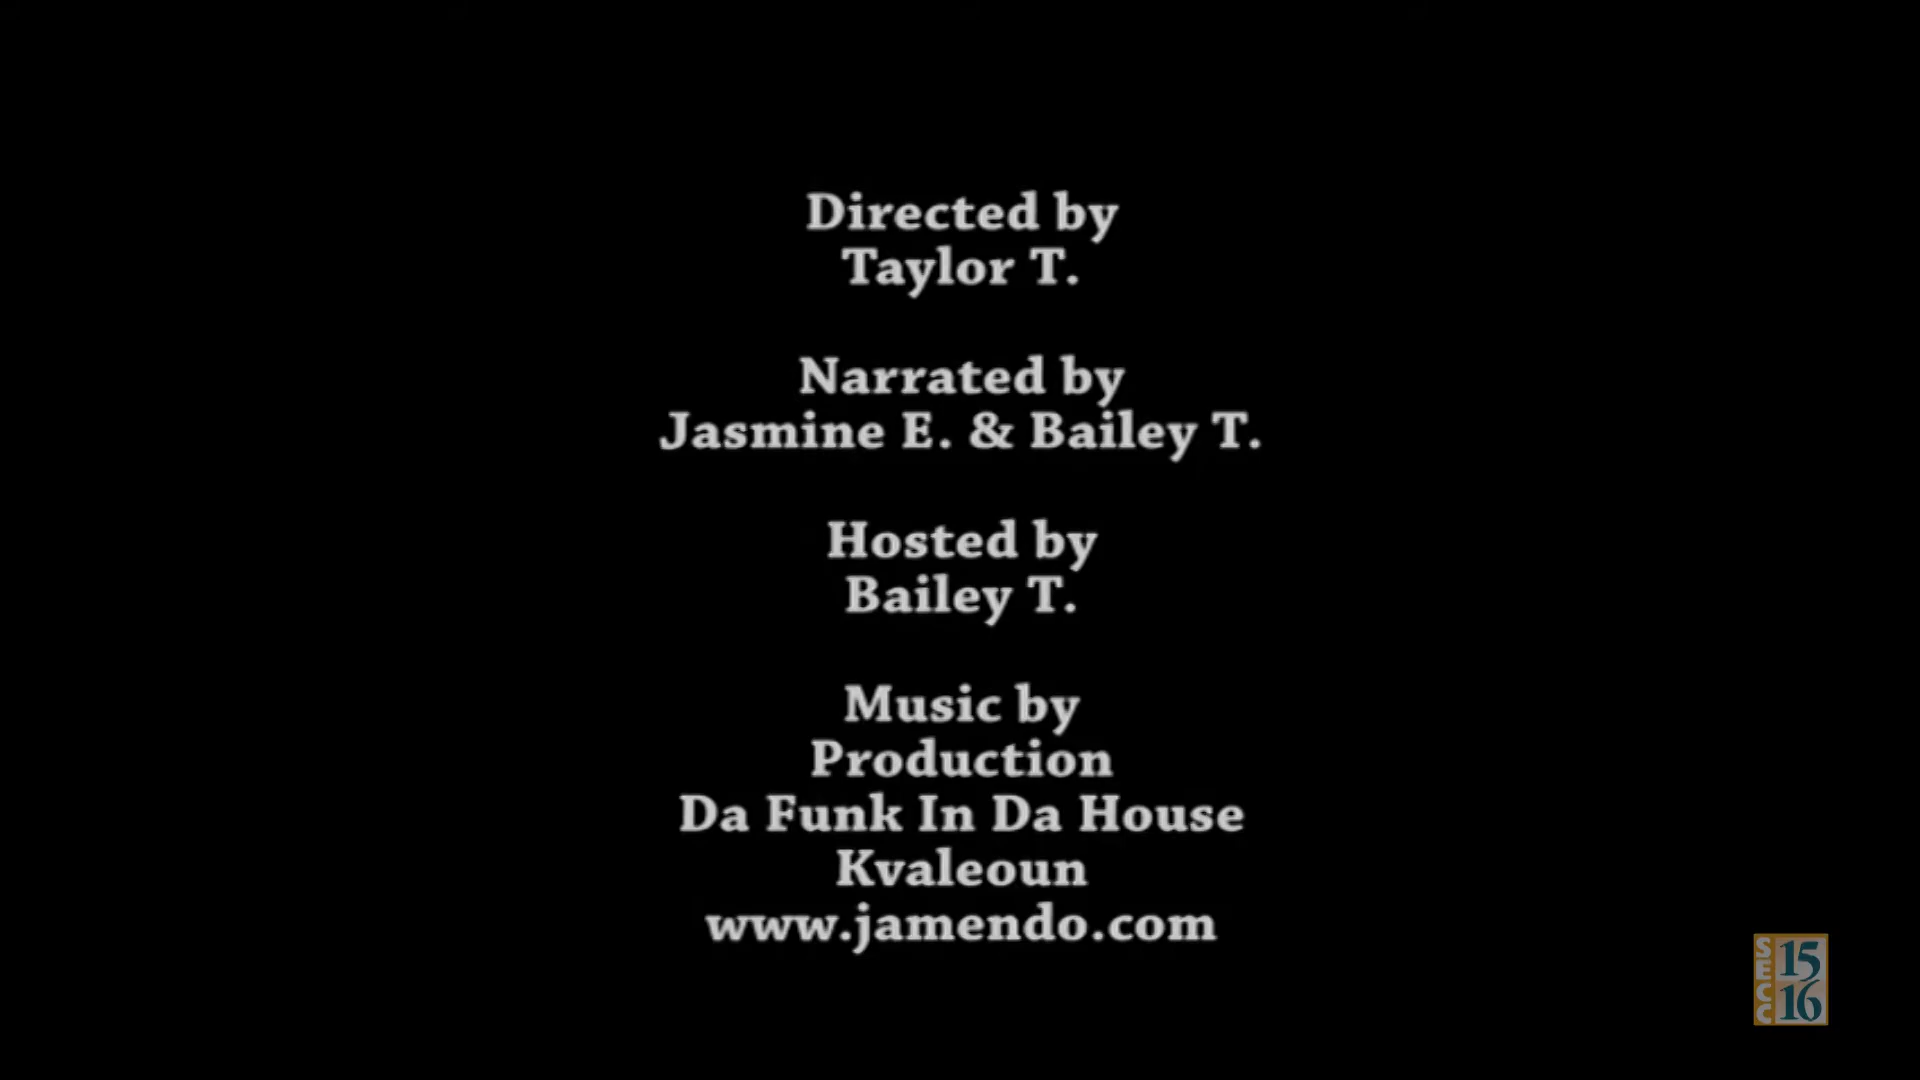 Directed by
Taylor T.
Narrated by
Jasmine E. & Bailey T.
Hosted by
Bailey T.
Music by
Production
Da Funk In Da House
Kvaleoun
www.jamendo.com
SECC
15
16